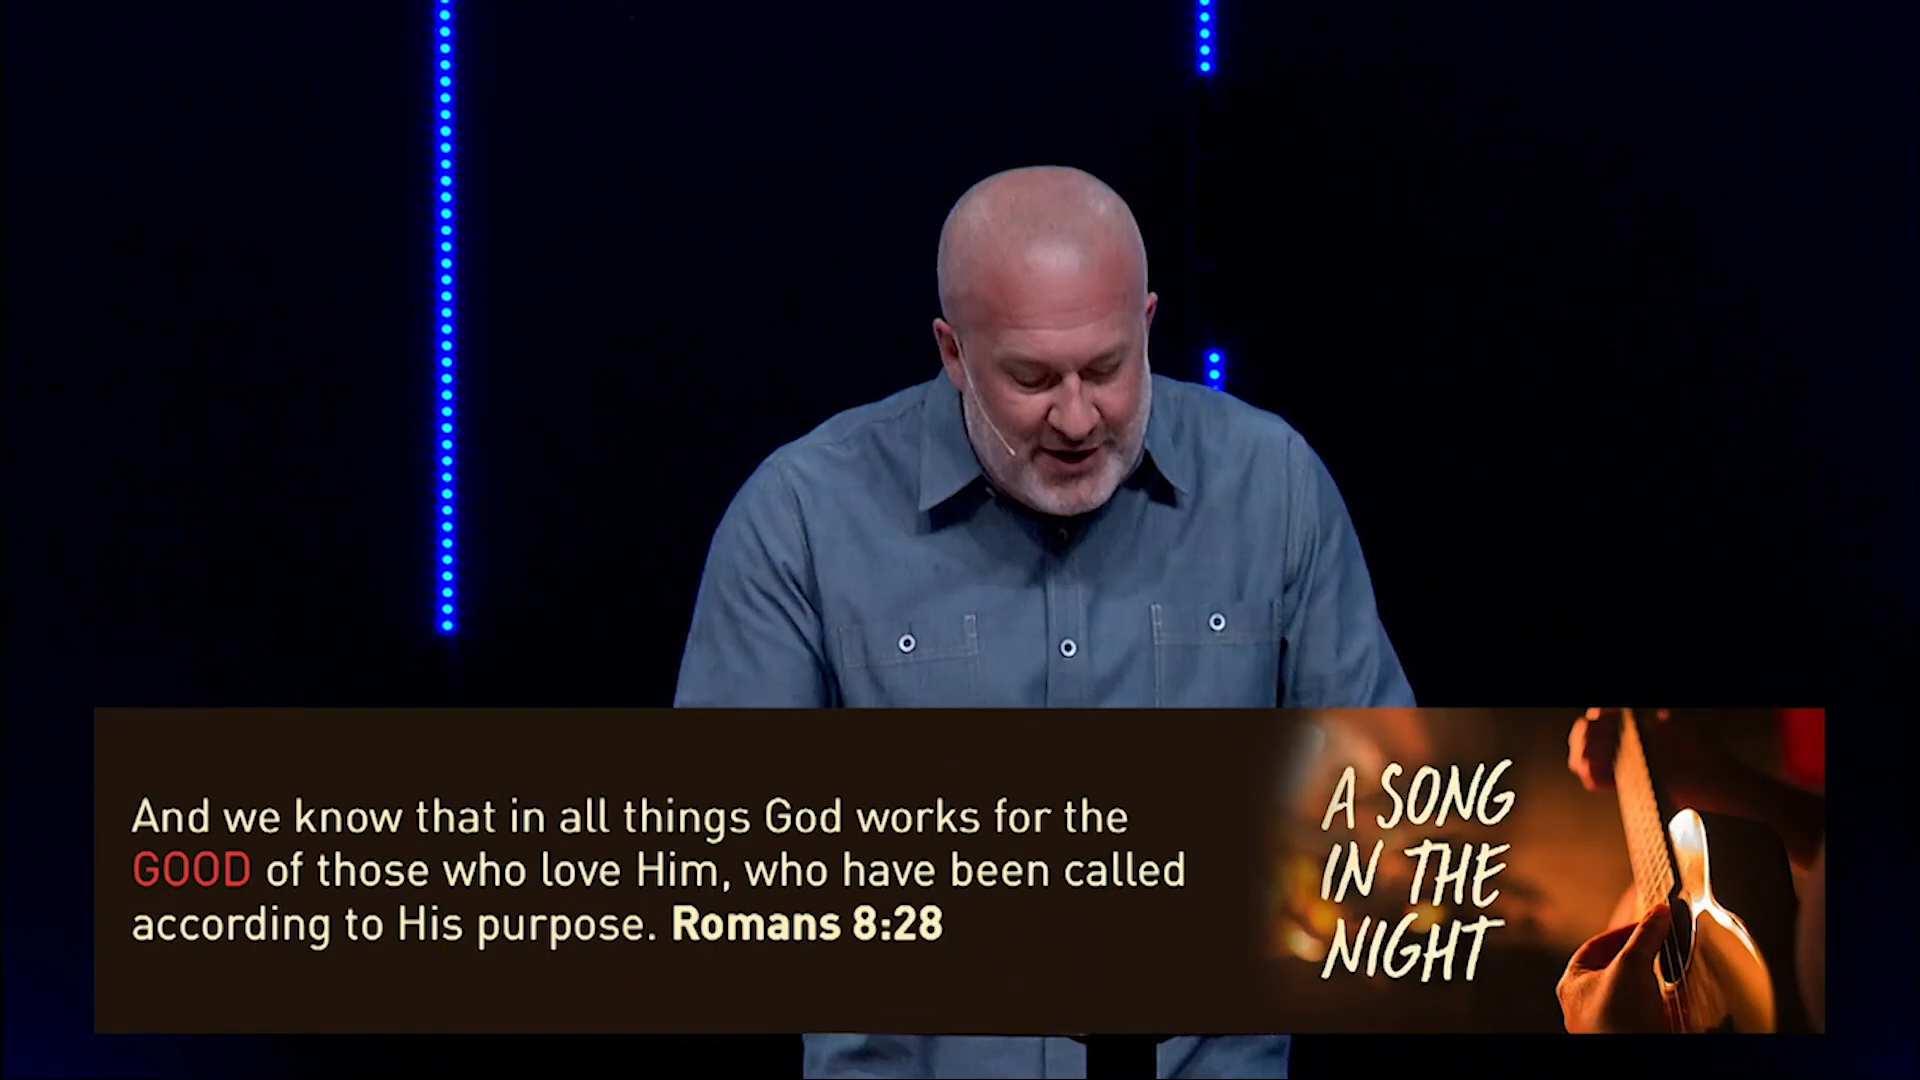 And we know that in all things God works for the
GOOD of those who love Him, who have been called
according to His purpose. Romans 8:28
A SONG
IN THE
NIGHT